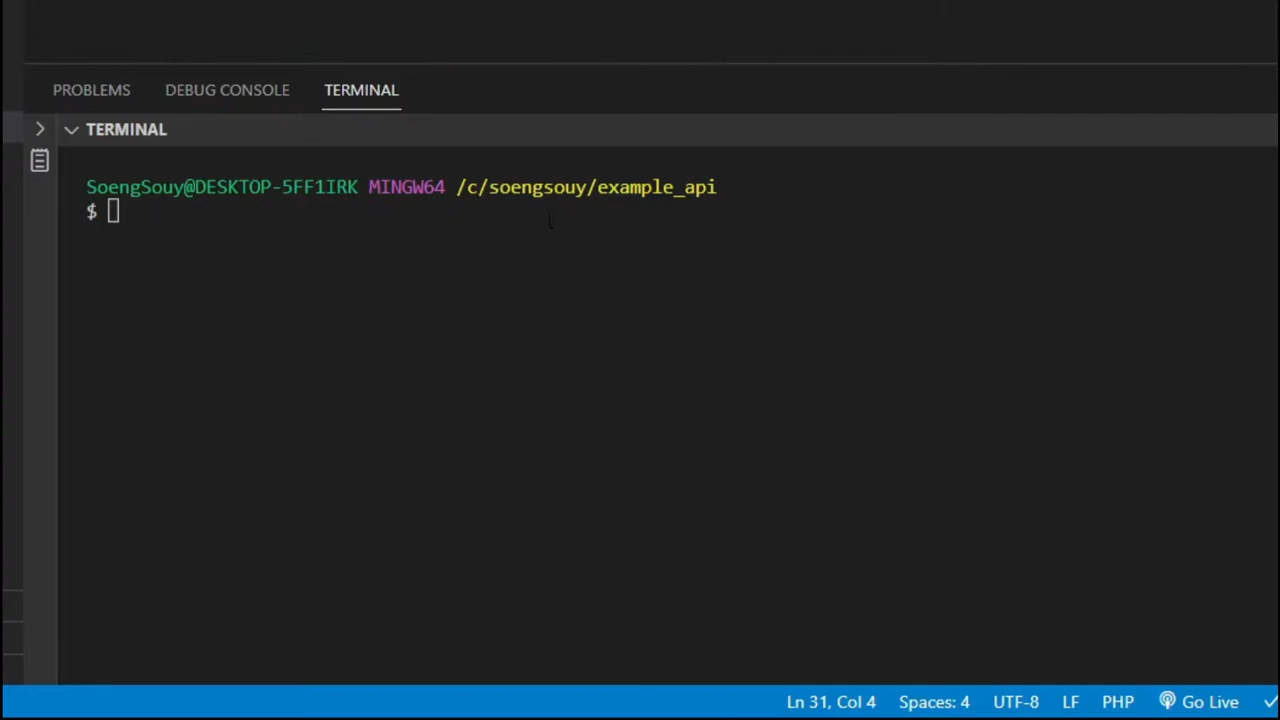 PROBLEMS DEBUG CONSOLE TERMINAL
TERMINAL
SoengSouy@DESKTOP-5FF1IRK MINGW64 /c/soengsouy/example_api
$
Ln 31, Col 4 Spaces: 4 UTF-8 LF PHP Go Live